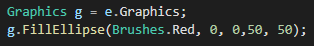 Graphics g = e.Graphics;
g.FillEllipse(Brushes.Red, 0, 0,50, 50);